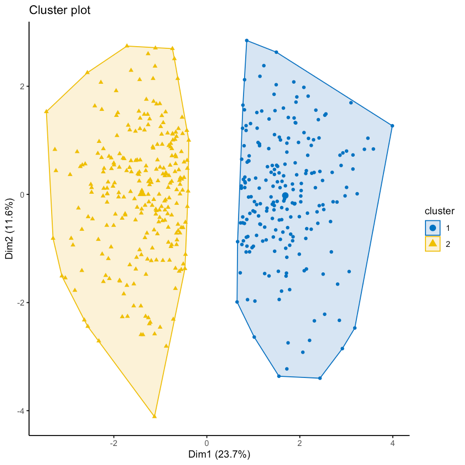 Cluster plot
2
0
-2
-4
Dim2 (11.6%)
-2
0
2
4
Dim1 (23.7%)
cluster
1
2